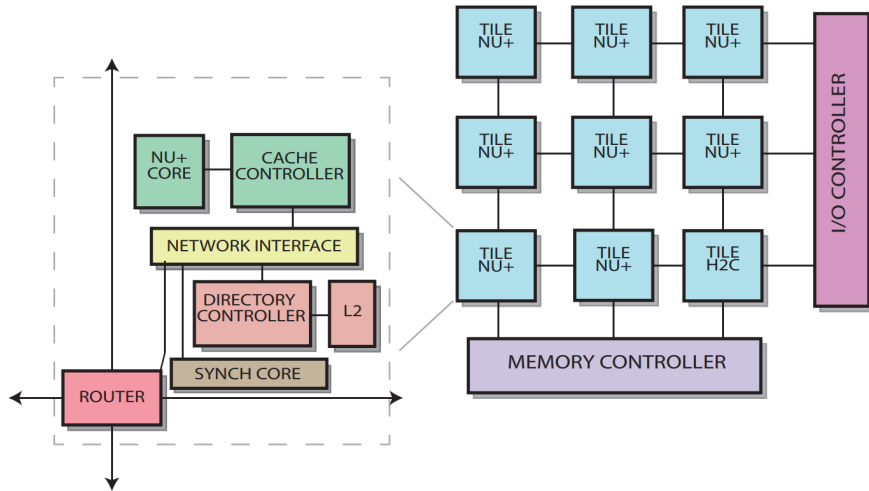 TILE
NU+
TILE
NU+
TILE
NU+
TILE
NU+
TILE
NU+
TILE
NU+
TILE
NU+
TILE
NU+
TILE
H2C
I/O CONTROLLER
MEMORY CONTROLLER
NU+
CORE
CACHE
CONTROLLER
NETWORK INTERFACE
DIRECTORY
CONTROLLER
L2
SYNCH CORE
ROUTER